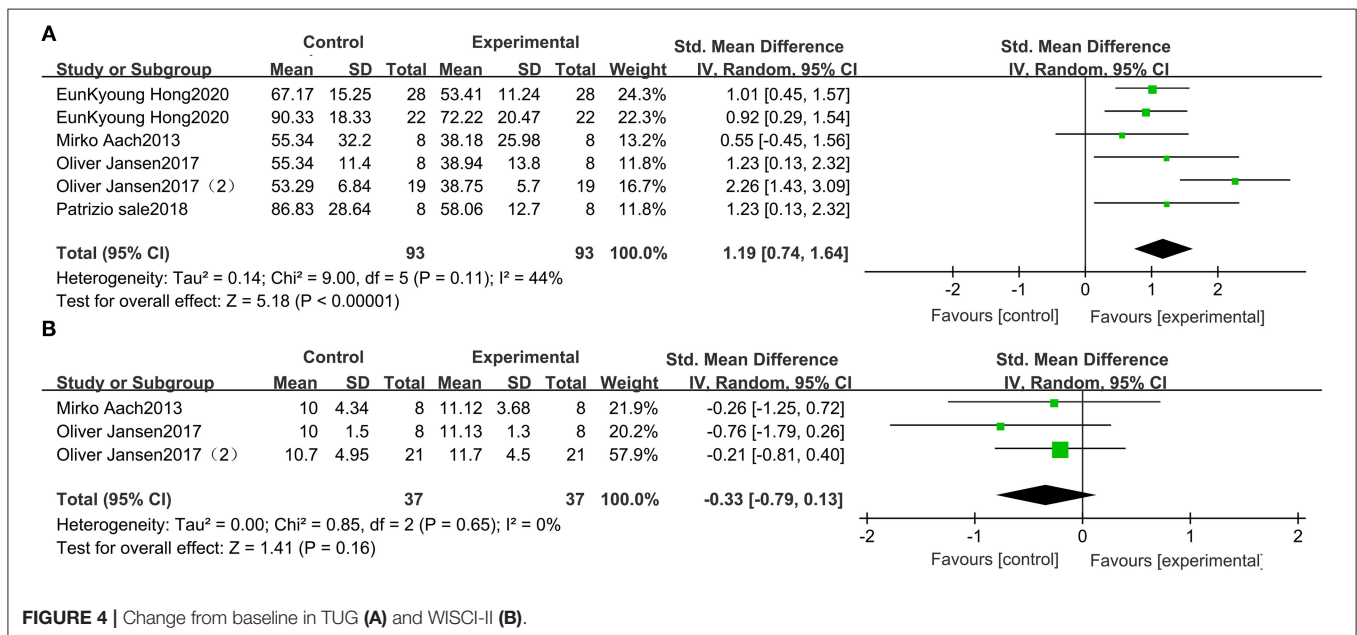 A
Control Experimental Std. Mean Difference Std. Mean Difference
Study or Subgroup Mean SD Total Mean SD Total Weight IV, Random, 95% CI IV, Random, 95% CI
EunKyoung Hong2020 67.17 15.25 28 53.41 11.24 28 24.3% 1.01 [0.45, 1.57]
EunKyoung Hong2020 90.33 18.33 22 72.22 20.47 22 22.3% 0.92 [0.29, 1.54]
Mirko Aach2013 55.34 32.2 8 38.18 25.98 8 13.2% 0.55 [-0.45, 1.56]
Oliver Jansen2017 55.34 11.4 8 38.94 13.8 8 11.8% 1.23 [0.13, 2.32]
Oliver Jansen2017（2） 53.29 6.84 19 38.75 5.7 19 16.7% 2.26 [1.43, 3.09]
Patrizio sale2018 86.83 28.64 8 58.06 12.7 8 11.8% 1.23 [0.13, 2.32]
Total (95% CI) 93 93 100.0% 1.19 [0.74, 1.64]
Heterogeneity: Tau² = 0.14; Chi² = 9.00, df = 5 (P = 0.11); I² = 44%
Test for overall effect: Z = 5.18 (P < 0.00001)
-2 -1 0 1 2
Favours [control] Favours [experimental]
B
Control Experimental Std. Mean Difference Std. Mean Difference
Study or Subgroup Mean SD Total Mean SD Total Weight IV, Random, 95% CI IV, Random, 95% CI
Mirko Aach2013 10 4.34 8 11.12 3.68 8 21.9% -0.26 [-1.25, 0.72]
Oliver Jansen2017 10 1.5 8 11.13 1.3 8 20.2% -0.76 [-1.79, 0.26]
Oliver Jansen2017（2） 10.7 4.95 21 11.7 4.5 21 57.9% -0.21 [-0.81, 0.40]
Total (95% CI) 37 37 100.0% -0.33 [-0.79, 0.13]
Heterogeneity: Tau² = 0.00; Chi² = 0.85, df = 2 (P = 0.65); I² = 0%
Test for overall effect: Z = 1.41 (P = 0.16)
-2 -1 0 1 2
Favours [control] Favours [experimental]
FIGURE 4 | Change from baseline in TUG (A) and WISCI-II (B).